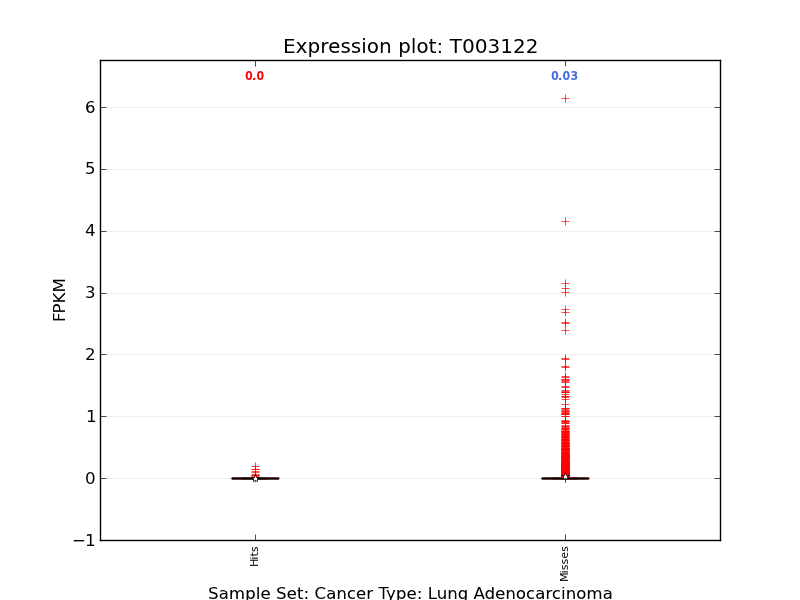 Expression plot: T003122
0.0
0.03
6
5
4
3
2
1
0
−1
FPKM
Hits
Misses
Sample Set: Cancer Type: Lung Adenocarcinoma